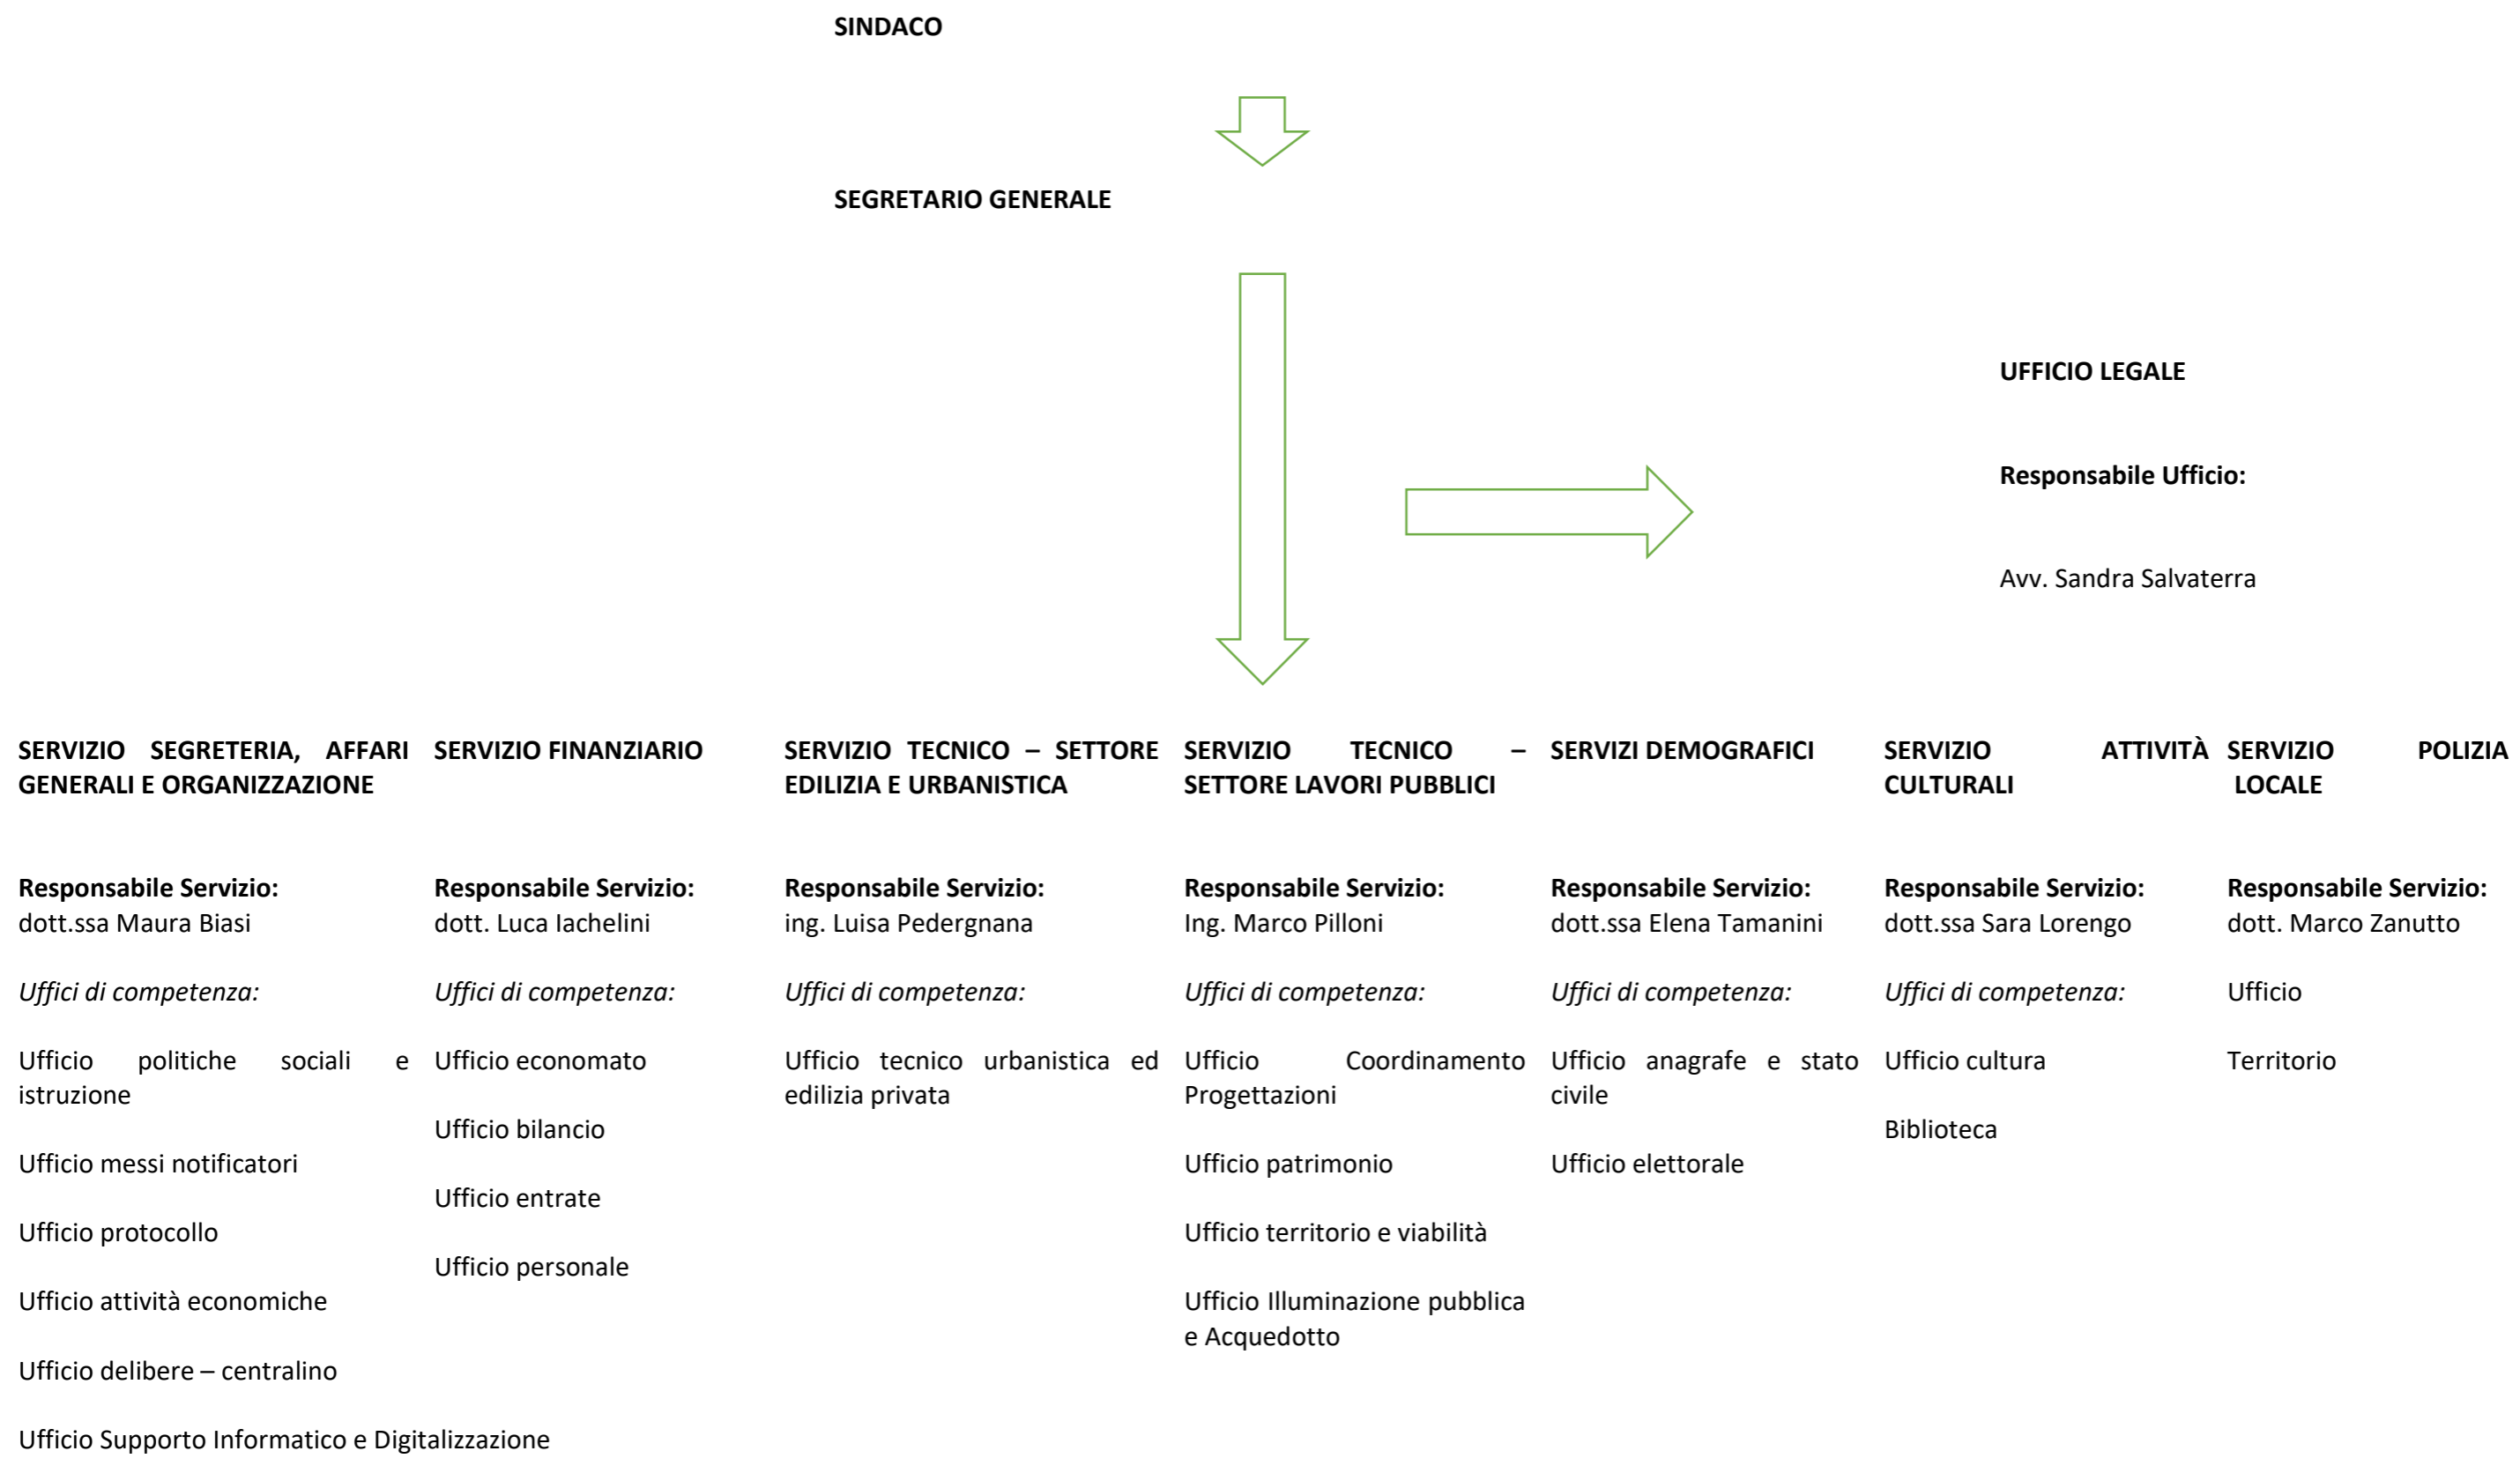 SINDACO
SEGRETARIO GENERALE
UFFICIO LEGALE
Responsabile Ufficio:
Avv. Sandra Salvaterra
SERVIZIO SEGRETERIA, AFFARI
GENERALI E ORGANIZZAZIONE
Responsabile Servizio:
dott.ssa Maura Biasi
Uffici di competenza:
Ufficio politiche sociali e
istruzione
Ufficio messi notificatori
Ufficio protocollo
Ufficio attività economiche
Ufficio delibere – centralino
Ufficio Supporto Informatico e Digitalizzazione
SERVIZIO FINANZIARIO
Responsabile Servizio:
dott. Luca Iachelini
Uffici di competenza:
Ufficio economato
Ufficio bilancio
Ufficio entrate
Ufficio personale
SERVIZIO TECNICO – SETTORE
EDILIZIA E URBANISTICA
Responsabile Servizio:
ing. Luisa Pedergnana
Uffici di competenza:
Ufficio tecnico urbanistica ed
edilizia privata
SERVIZIO TECNICO –
SETTORE LAVORI PUBBLICI
Responsabile Servizio:
Ing. Marco Pilloni
Uffici di competenza:
Ufficio Coordinamento
Progettazioni
Ufficio patrimonio
Ufficio territorio e viabilità
Ufficio Illuminazione pubblica
e Acquedotto
SERVIZI DEMOGRAFICI
Responsabile Servizio:
dott.ssa Elena Tamanini
Uffici di competenza:
Ufficio anagrafe e stato
civile
Ufficio elettorale
SERVIZIO ATTIVITÀ
CULTURALI
Responsabile Servizio:
dott.ssa Sara Lorengo
Uffici di competenza:
Ufficio cultura
Biblioteca
SERVIZIO POLIZIA
LOCALE
Responsabile Servizio:
dott. Marco Zanutto
Ufficio
Territorio